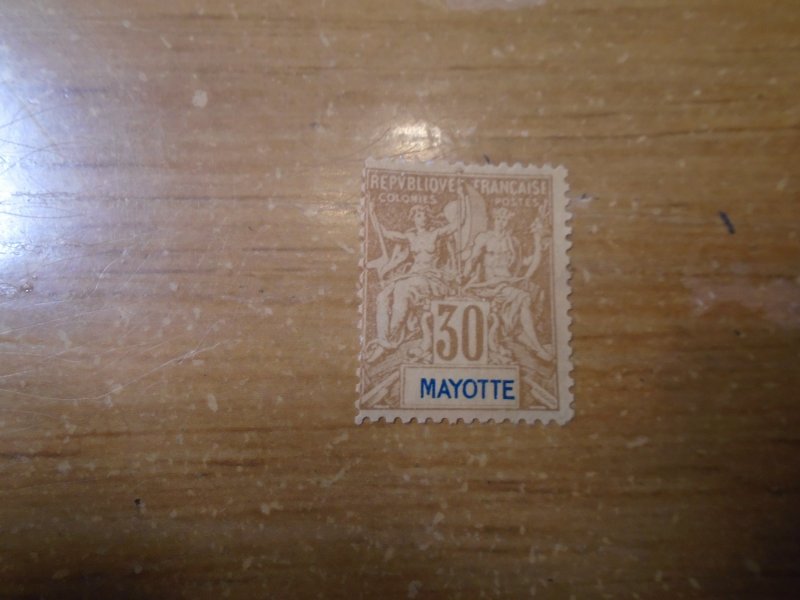 REPVBLIQVE FRANÇAISE
COLONIES POSTES
30
MAYOTTE